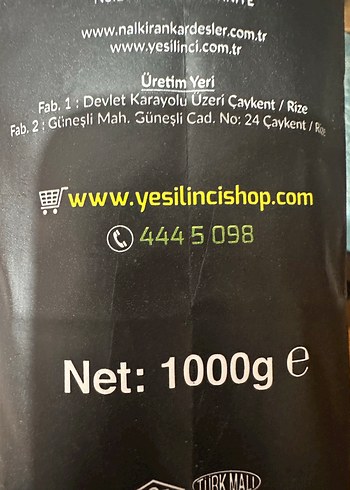 www.nalkirankardesler.com.tr
www.yesilinci.com.tr
Üretim Yeri
Fab. 1 : Devlet Karayolu Üzeri Çaykent / Rize
Fab. 2 : Güneşli Mah. Güneşli Cad. No: 24 Çaykent / Rize
www.yesilincishop.com
444 5 098
Net: 1000g e
TÜRK MALI